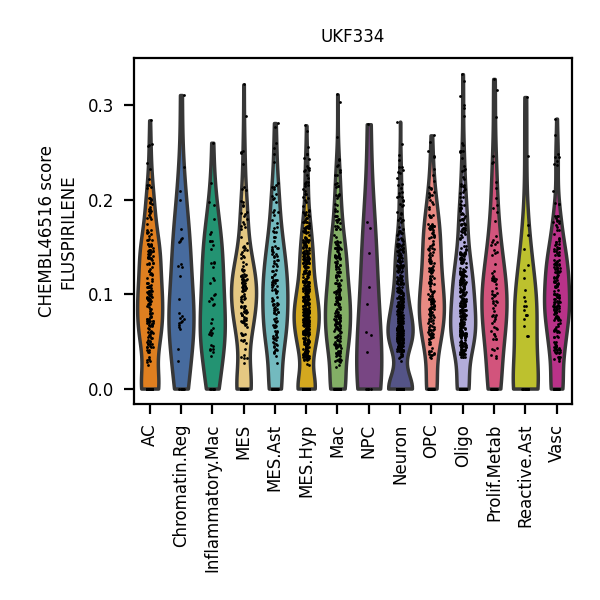 UKF334
CHEMBL46516 score
FLUSPIRILENE
0.3
0.2
0.1
0.0
AC
Chromatin.Reg
Inflammatory.Mac
MES
MES.Ast
MES.Hyp
Mac
NPC
Neuron
OPC
Oligo
Prolif.Metab
Reactive.Ast
Vasc